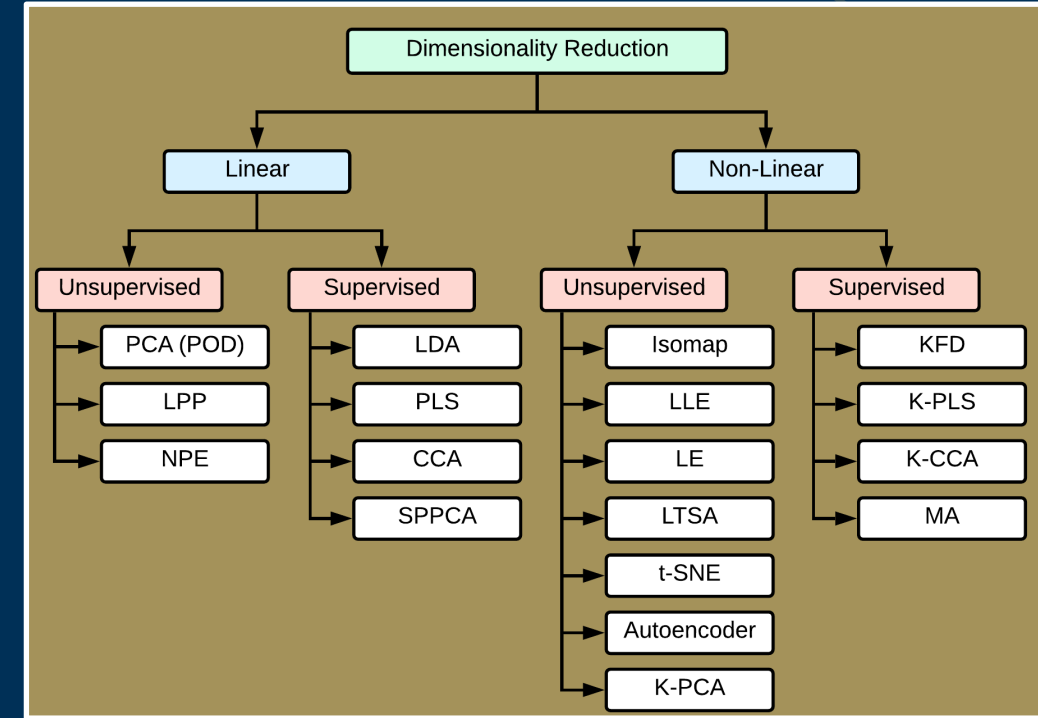 Dimensionality Reduction
Linear
Non-Linear
Unsupervised
Supervised
Unsupervised
Supervised
PCA (POD)
LPP
NPE
LDA
PLS
CCA
SPPCA
Isomap
LLE
LE
LTSA
t-SNE
Autoencoder
K-PCA
KFD
K-PLS
K-CCA
MA